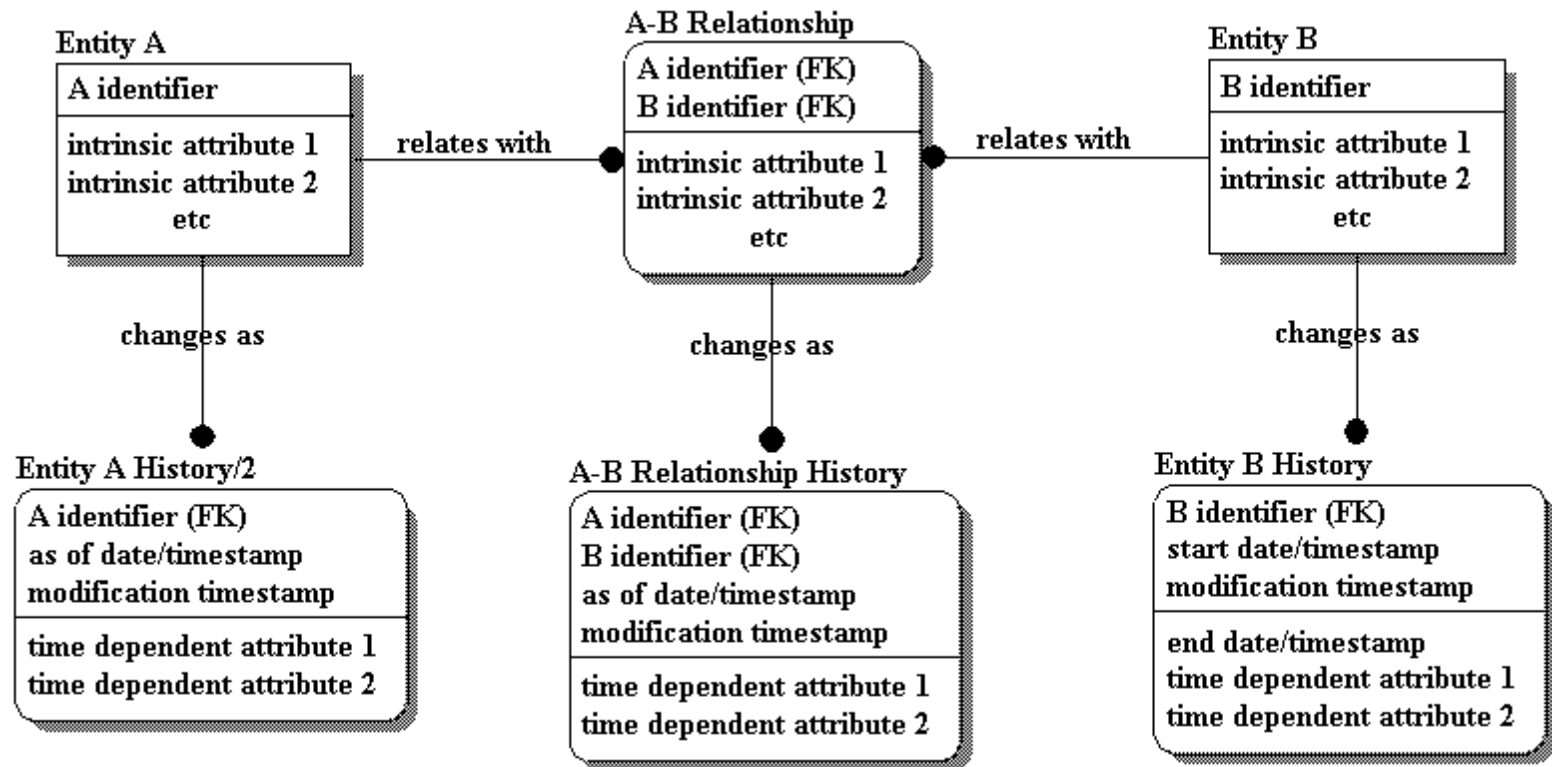 Entity A
A identifier
intrinsic attribute 1
intrinsic attribute 2
etc
relates with
A-B Relationship
A identifier (FK)
B identifier (FK)
intrinsic attribute 1
intrinsic attribute 2
etc
relates with
Entity B
B identifier
intrinsic attribute 1
intrinsic attribute 2
etc
changes as
changes as
changes as
Entity A History/2
A identifier (FK)
as of date/timestamp
modification timestamp
time dependent attribute 1
time dependent attribute 2
A-B Relationship History
A identifier (FK)
B identifier (FK)
as of date/timestamp
modification timestamp
time dependent attribute 1
time dependent attribute 2
Entity B History
B identifier (FK)
start date/timestamp
modification timestamp
end date/timestamp
time dependent attribute 1
time dependent attribute 2